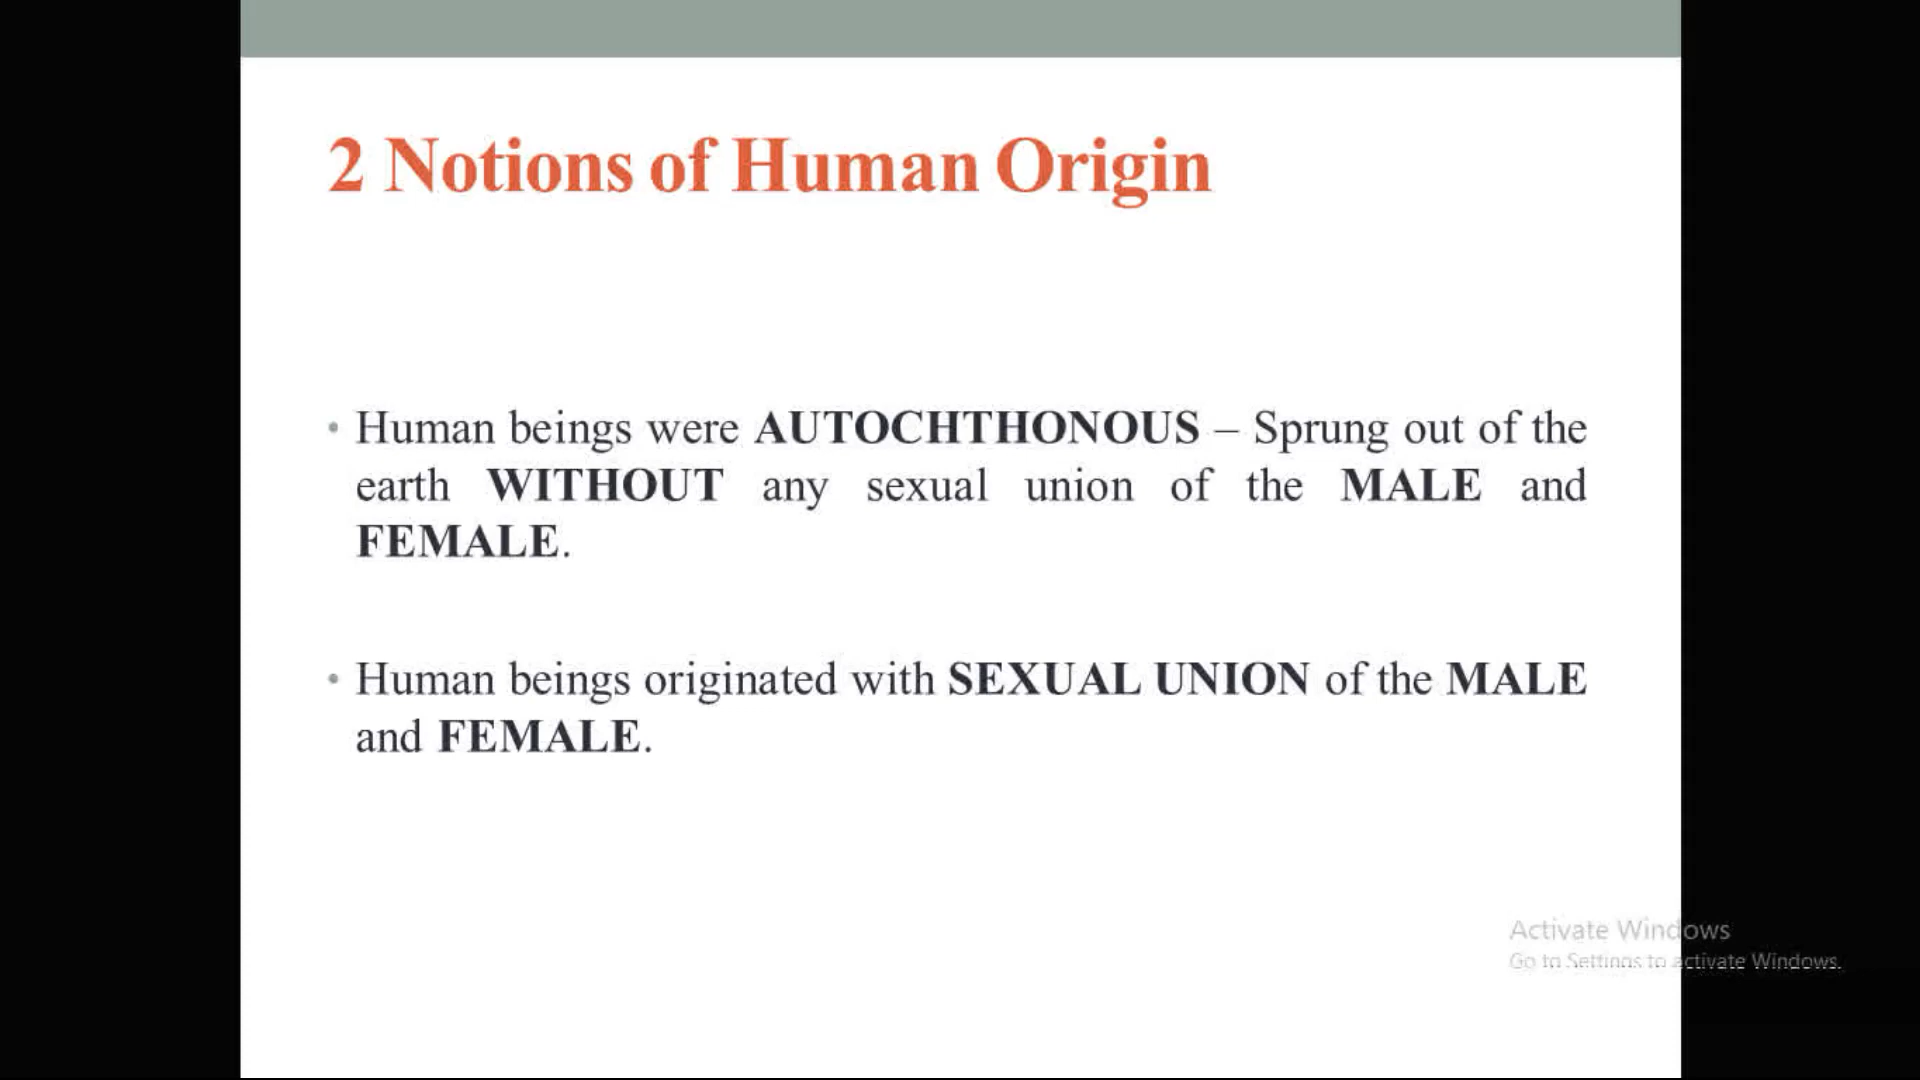 2 Notions of Human Origin
• Human beings were AUTOCHTHONOUS – Sprung out of the
earth WITHOUT any sexual union of the MALE and
FEMALE.
• Human beings originated with SEXUAL UNION of the MALE
and FEMALE.
Activate Windows
Go to Settings to activate Windows.